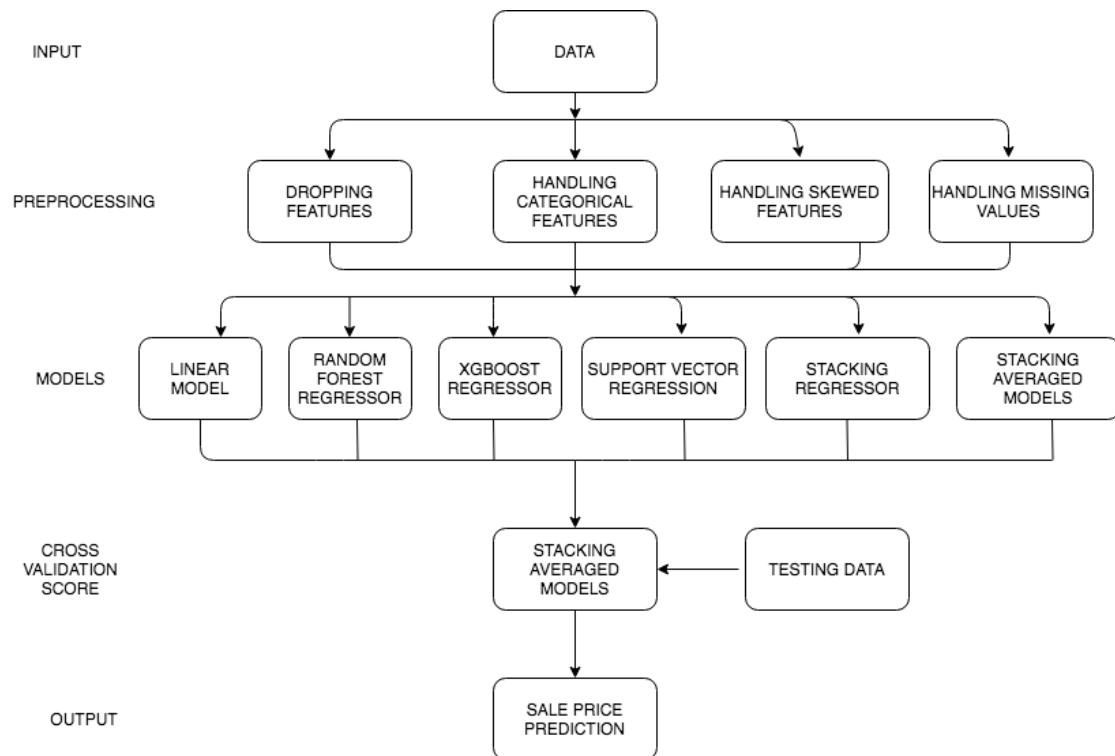 INPUT
DATA
PREPROCESSING
DROPPING
FEATURES
HANDLING
CATEGORICAL
FEATURES
HANDLING SKEWED
FEATURES
HANDLING MISSING
VALUES
MODELS
LINEAR
MODEL
RANDOM
FOREST
REGRESSOR
XGBOOST
REGRESSOR
SUPPORT VECTOR
REGRESSION
STACKING
REGRESSOR
STACKING
AVERAGED
MODELS
CROSS
VALIDATION
SCORE
STACKING
AVERAGED
MODELS
TESTING DATA
OUTPUT
SALE PRICE
PREDICTION